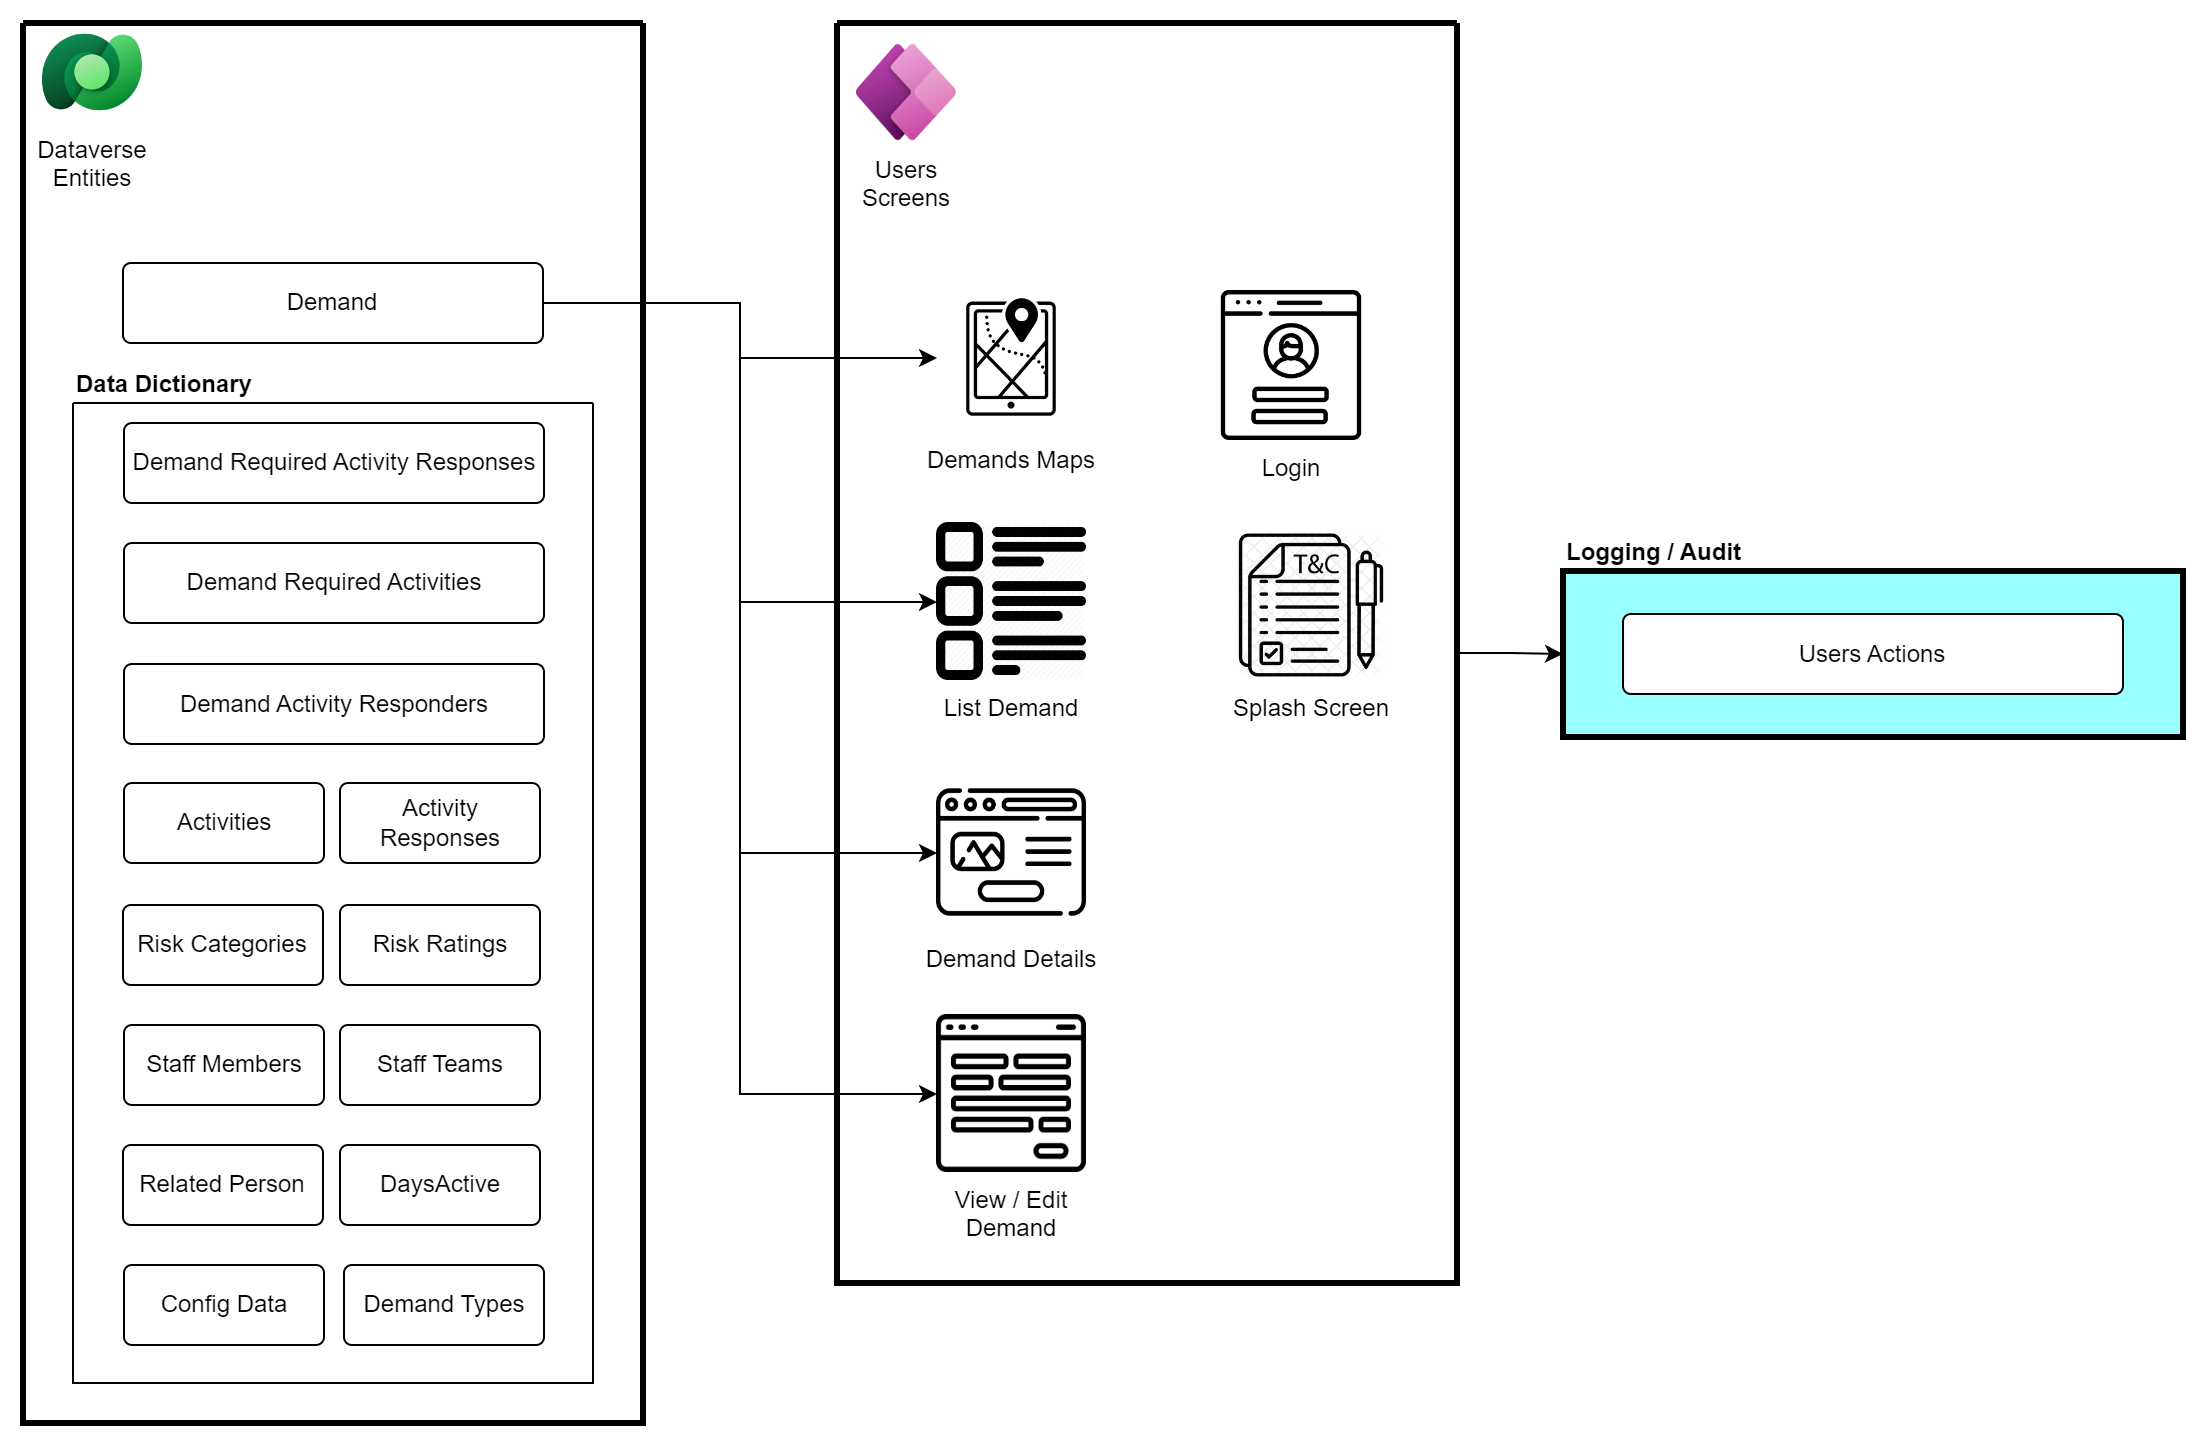 Dataverse
Entities
Demand
Data Dictionary
Demand Required Activity Responses
Demand Required Activities
Demand Activity Responders
Activities
Activity
Responses
Risk Categories
Risk Ratings
Staff Members
Staff Teams
Related Person
DaysActive
Config Data
Demand Types
Users
Screens
Demands Maps
Login
List Demand
T&C
Splash Screen
Demand Details
View / Edit
Demand
Logging / Audit
Users Actions